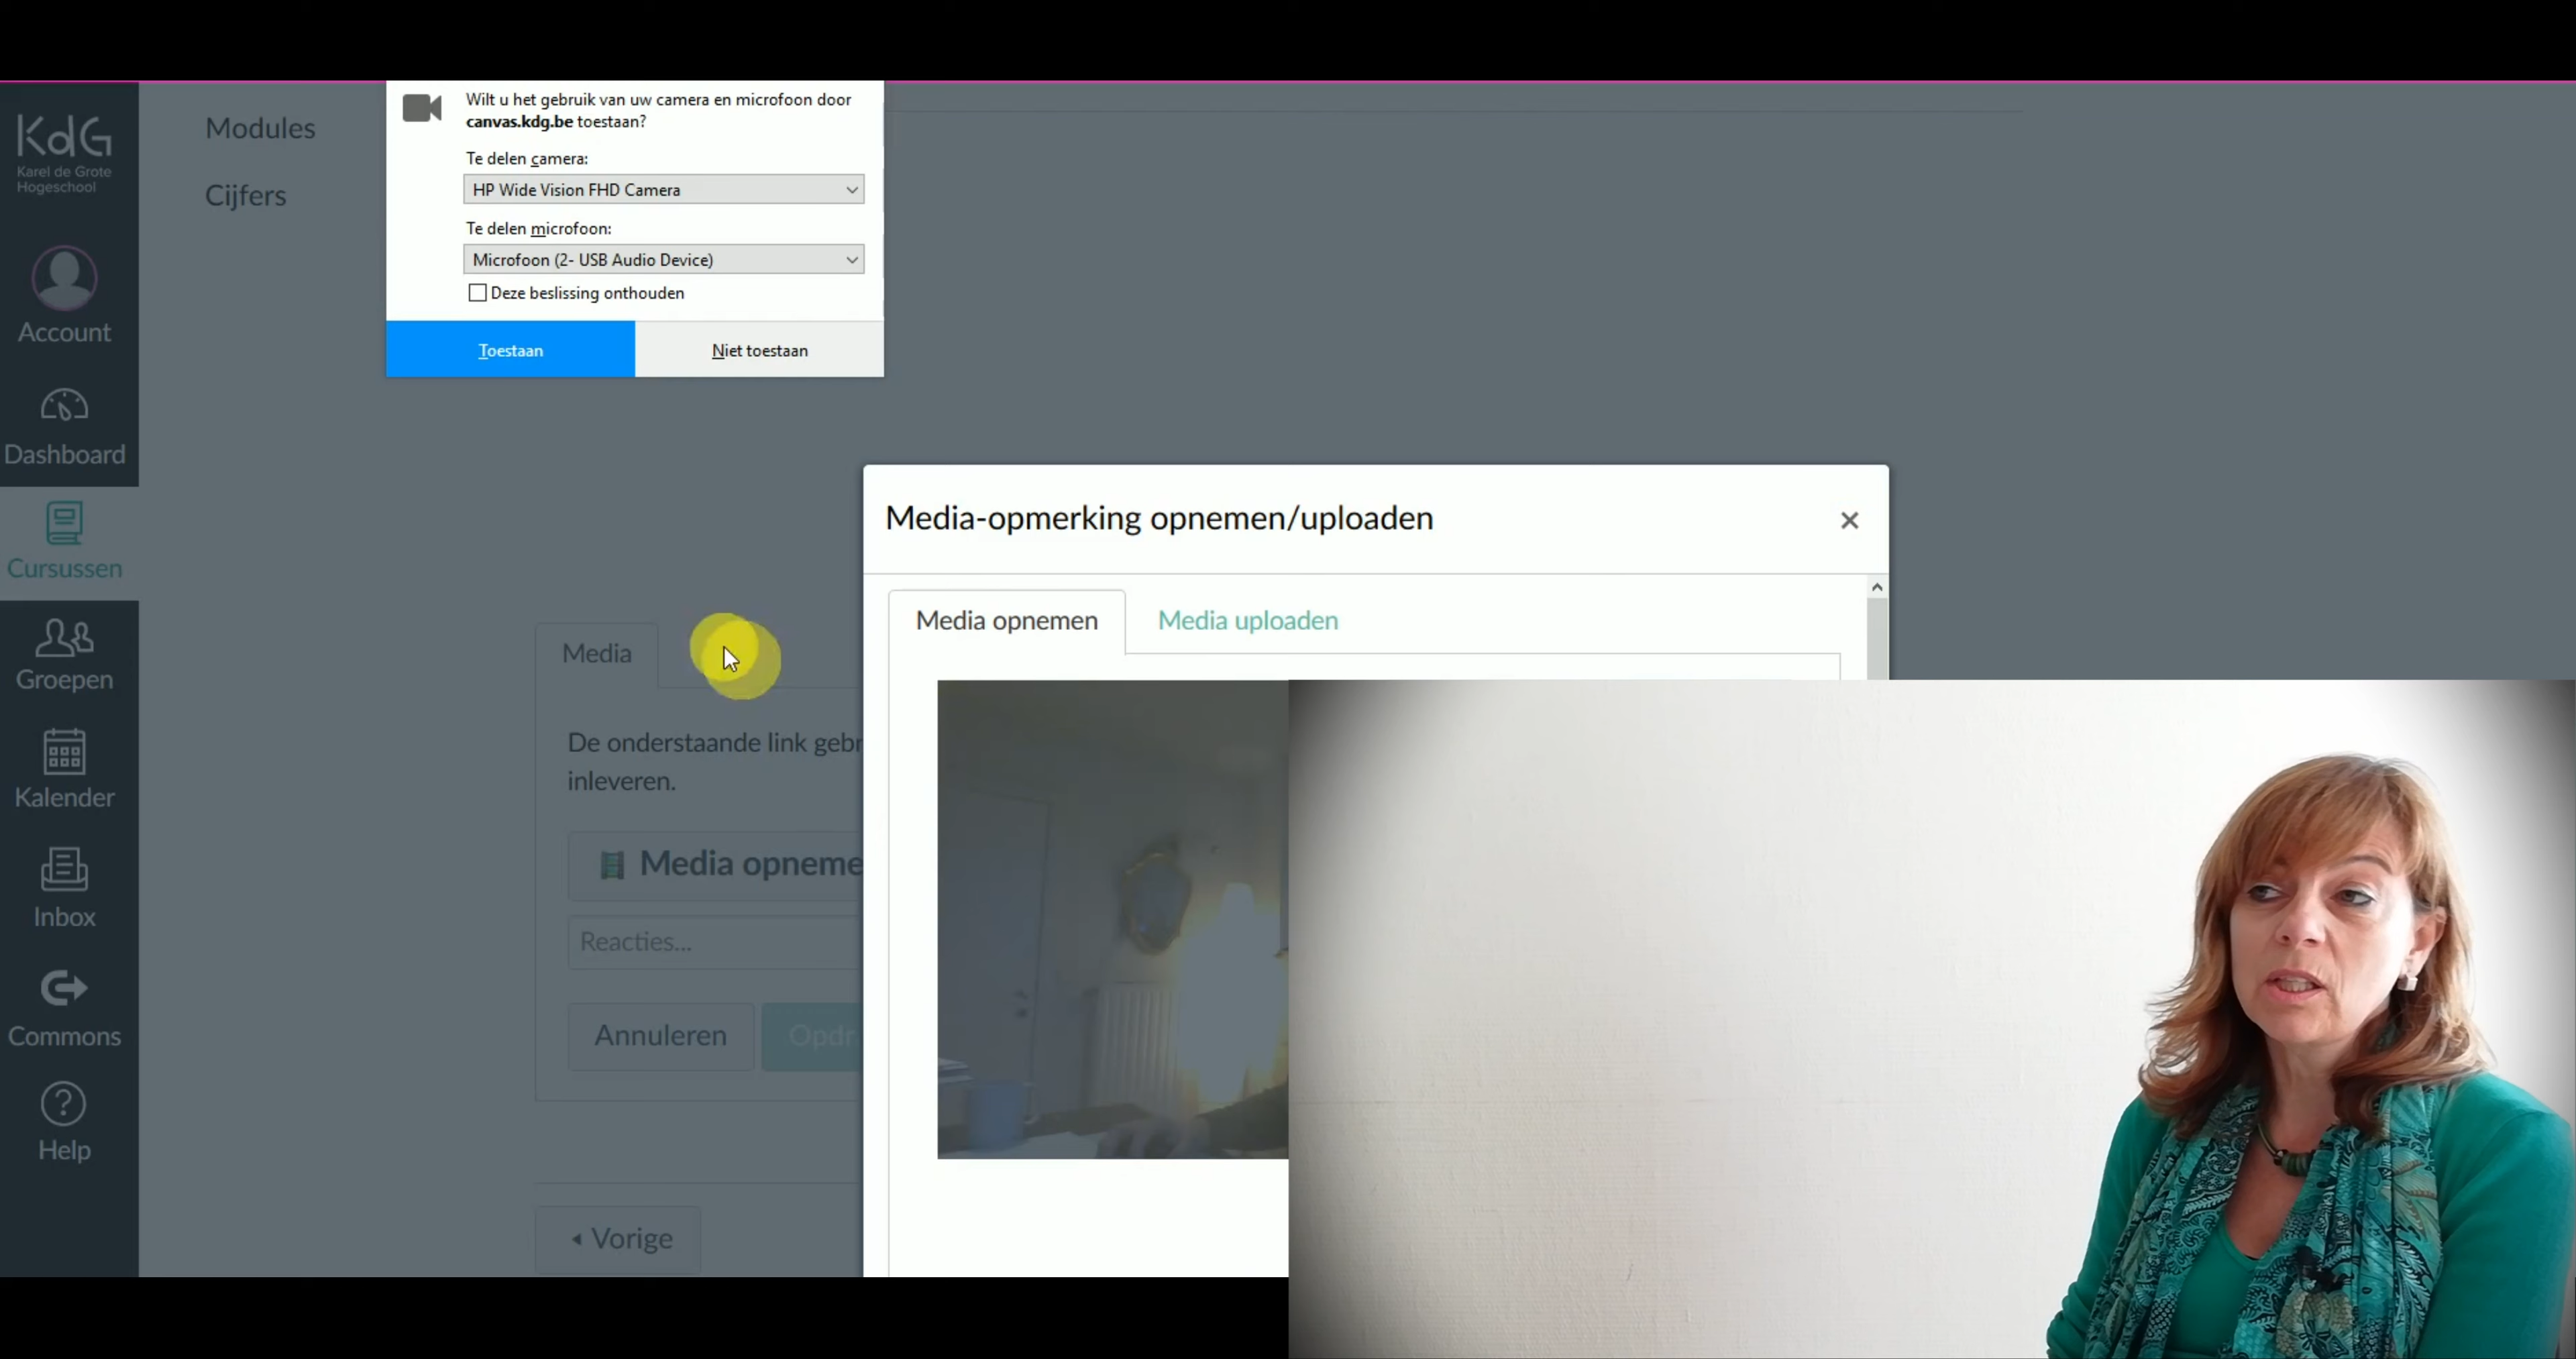 KdG
Karel de Grote
Hogeschool
Account
Dashboard
Cursussen
Groepen
Kalender
Inbox
Commons
Help
Modules
Cijfers
Wilt u het gebruik van uw camera en microfoon door
canvas.kdg.be toestaan?
Te delen camera:
HP Wide Vision FHD Camera
Te delen microfoon:
Microfoon (2- USB Audio Device)
Deze beslissing onthouden
Toestaan
Niet toestaan
Media-opmerking opnemen/uploaden
Media opnemen
Media uploaden
Media
De onderstaande link gebr
inleveren.
Media opneme
Reacties...
Annuleren
Opdr
Vorige